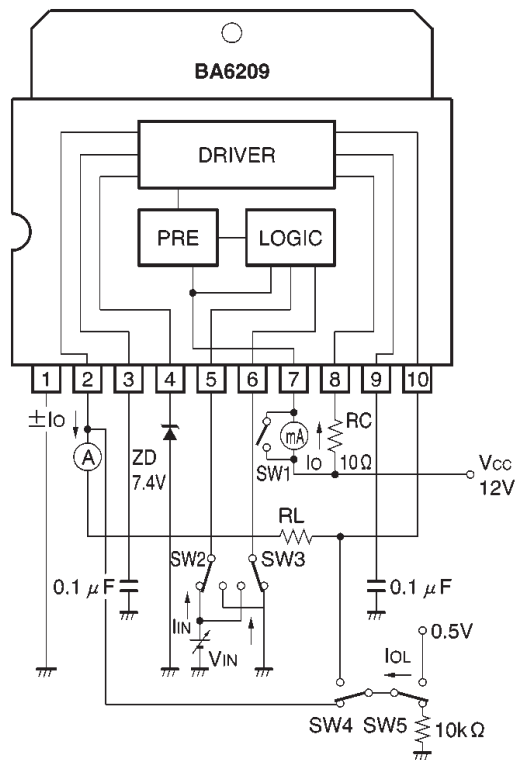 BA6209
DRIVER
PRE
LOGIC
1 2 3 4 5 6 7 8 9 10
±IO
A
ZD
7.4V
SW1
mA
IO
RC
10Ω
VCC
12V
RL
SW2
SW3
0.1 μF
0.1 μF
IIN
VIN
0.5V
IOL
SW4
SW5
10kΩ